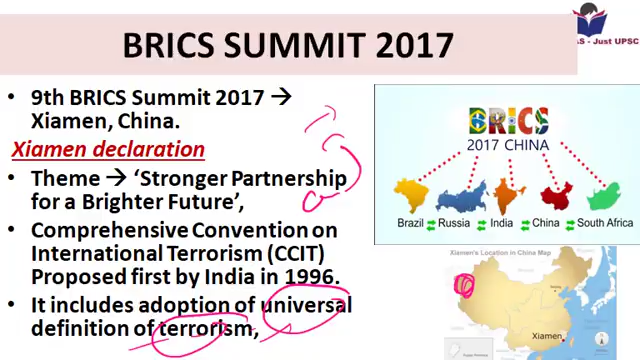 BRICS SUMMIT 2017
S - Just UPSC
• 9th BRICS Summit 2017 →
Xiamen, China.
Xiamen declaration
• Theme → ‘Stronger Partnership
for a Brighter Future’,
• Comprehensive Convention on
International Terrorism (CCIT)
Proposed first by India in 1996.
• It includes adoption of universal
definition of terrorism,
BRICS
2017 CHINA
Brazil Russia India China South Africa
Xiamen's Location in China Map
Xiamen